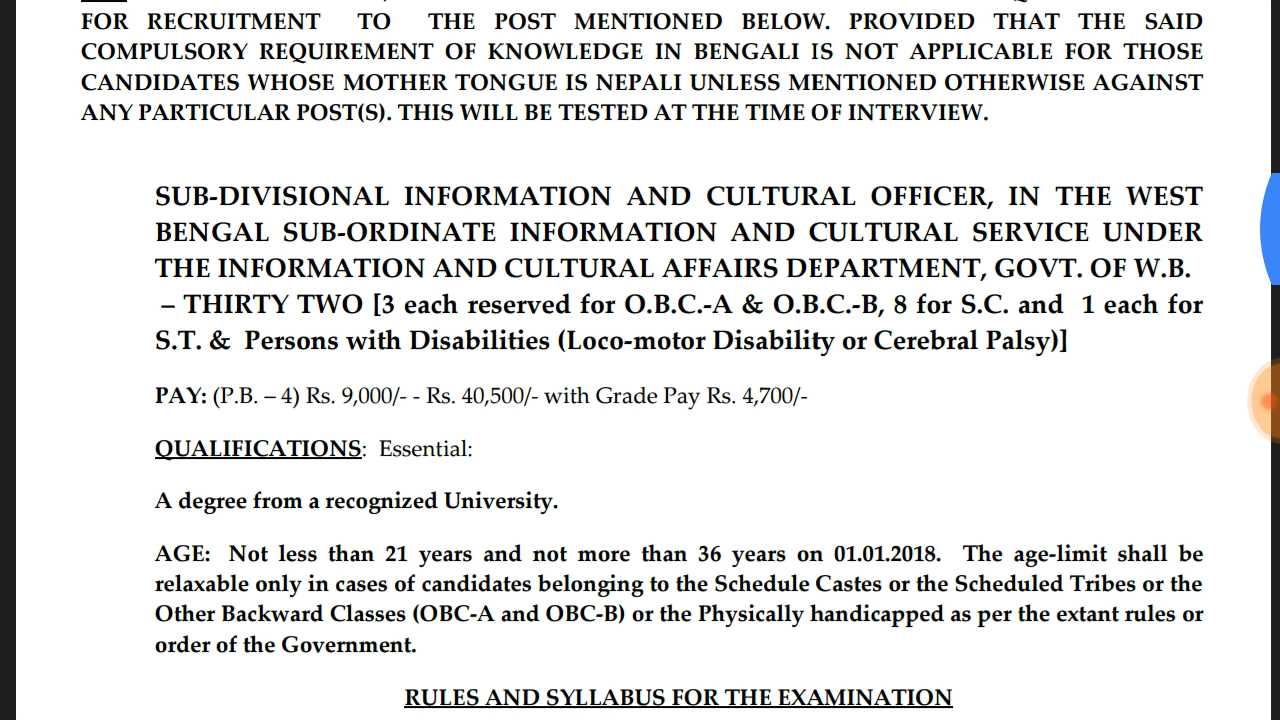 FOR RECRUITMENT TO THE POST MENTIONED BELOW. PROVIDED THAT THE SAID
COMPULSORY REQUIREMENT OF KNOWLEDGE IN BENGALI IS NOT APPLICABLE FOR THOSE
CANDIDATES WHOSE MOTHER TONGUE IS NEPALI UNLESS MENTIONED OTHERWISE AGAINST
ANY PARTICULAR POST(S). THIS WILL BE TESTED AT THE TIME OF INTERVIEW.
SUB-DIVISIONAL INFORMATION AND CULTURAL OFFICER, IN THE WEST
BENGAL SUB-ORDINATE INFORMATION AND CULTURAL SERVICE UNDER
THE INFORMATION AND CULTURAL AFFAIRS DEPARTMENT, GOVT. OF W.B.
– THIRTY TWO [3 each reserved for O.B.C.-A & O.B.C.-B, 8 for S.C. and 1 each for
S.T. & Persons with Disabilities (Loco-motor Disability or Cerebral Palsy)]
PAY: (P.B. – 4) Rs. 9,000/- - Rs. 40,500/- with Grade Pay Rs. 4,700/-
QUALIFICATIONS: Essential:
A degree from a recognized University.
AGE: Not less than 21 years and not more than 36 years on 01.01.2018. The age-limit shall be
relaxable only in cases of candidates belonging to the Schedule Castes or the Scheduled Tribes or the
Other Backward Classes (OBC-A and OBC-B) or the Physically handicapped as per the extant rules or
order of the Government.
RULES AND SYLLABUS FOR THE EXAMINATION